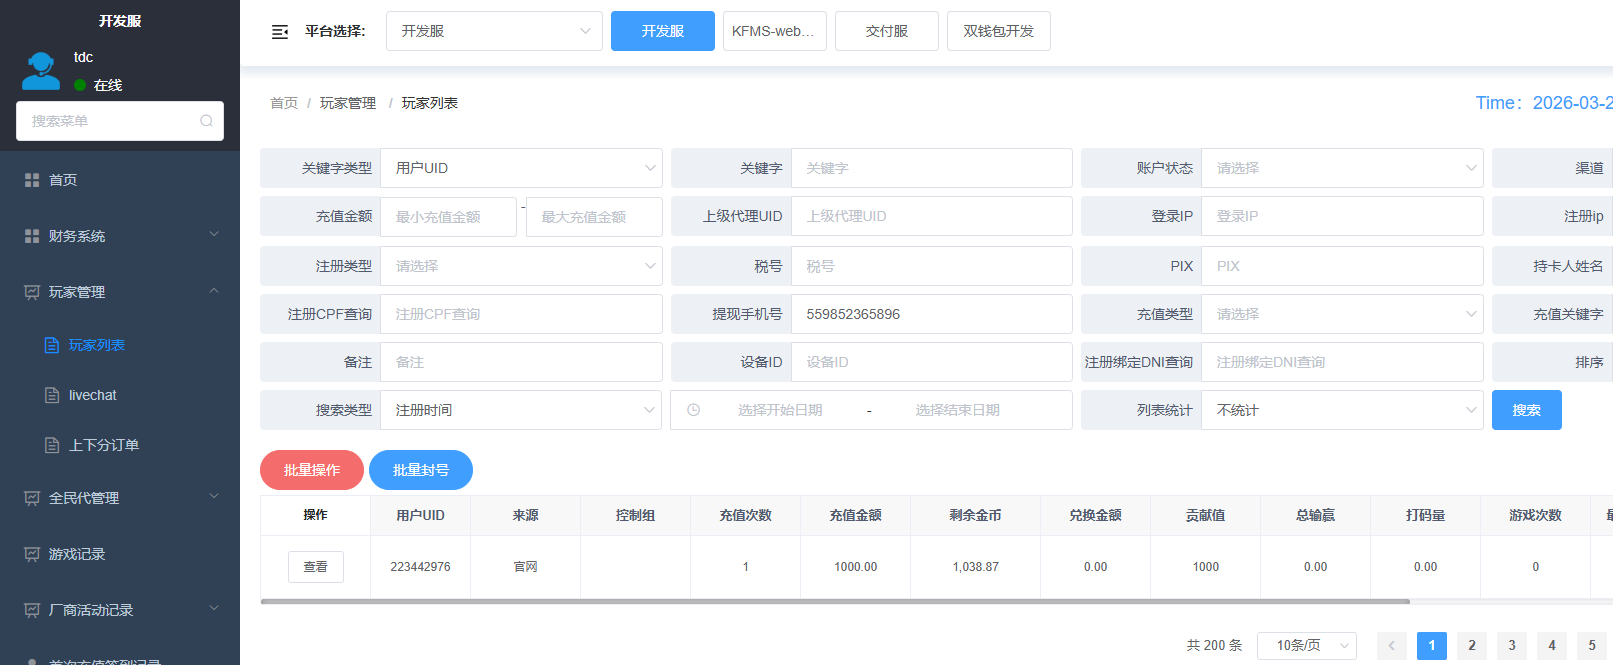 开发服
tdc
在线
搜索菜单
首页
财务系统
玩家管理
玩家列表
livechat
上下分订单
全民代管理
游戏记录
厂商活动记录
平台选择:
开发服
开发服
KFMS-web...
交付服
双钱包开发
首页 / 玩家管理 / 玩家列表
Time：2026-03-2
关键字类型 用户UID 关键字 关键字 账户状态 请选择 渠道
充值金额 最小充值金额 - 最大充值金额 上级代理UID 上级代理UID 登录IP 登录IP 注册ip
注册类型 请选择 税号 税号 PIX PIX 持卡人姓名
注册CPF查询 注册CPF查询 提现手机号 559852365896 充值类型 请选择 充值关键字
备注 备注 设备ID 设备ID 注册绑定DNI查询 注册绑定DNI查询 排序
搜索类型 注册时间 选择开始日期 - 选择结束日期 列表统计 不统计 搜索
批量操作 批量封号
操作 用户UID 来源 控制组 充值次数 充值金额 剩余金币 兑换金额 贡献值 总输赢 打码量 游戏次数
查看 223442976 官网 1 1000.00 1,038.87 0.00 1000 0.00 0.00 0
共 200 条 10条/页 1 2 3 4 5